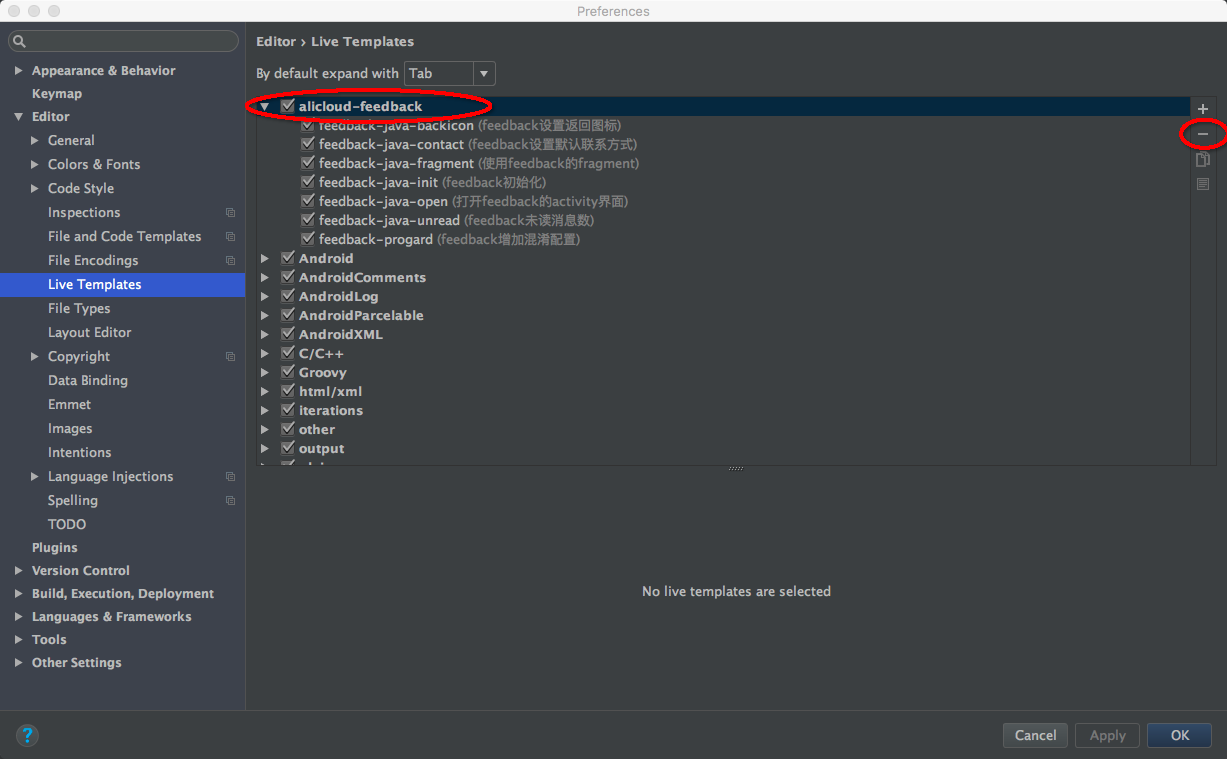 Preferences
Editor › Live Templates
By default expand with Tab
Appearance & Behavior
Keymap
Editor
General
Colors & Fonts
Code Style
Inspections
File and Code Templates
File Encodings
Live Templates
File Types
Layout Editor
Copyright
Data Binding
Emmet
Images
Intentions
Language Injections
Spelling
TODO
Plugins
Version Control
Build, Execution, Deployment
Languages & Frameworks
Tools
Other Settings
alicloud-feedback
feedback-java-backicon (feedback设置返回图标)
feedback-java-contact (feedback设置默认联系方式)
feedback-java-fragment (使用feedback的fragment)
feedback-java-init (feedback初始化)
feedback-java-open (打开feedback的activity界面)
feedback-java-unread (feedback未读消息数)
feedback-progard (feedback增加混淆配置)
Android
AndroidComments
AndroidLog
AndroidParcelable
AndroidXML
C/C++
Groovy
html/xml
iterations
other
output
No live templates are selected
?
Cancel
Apply
OK